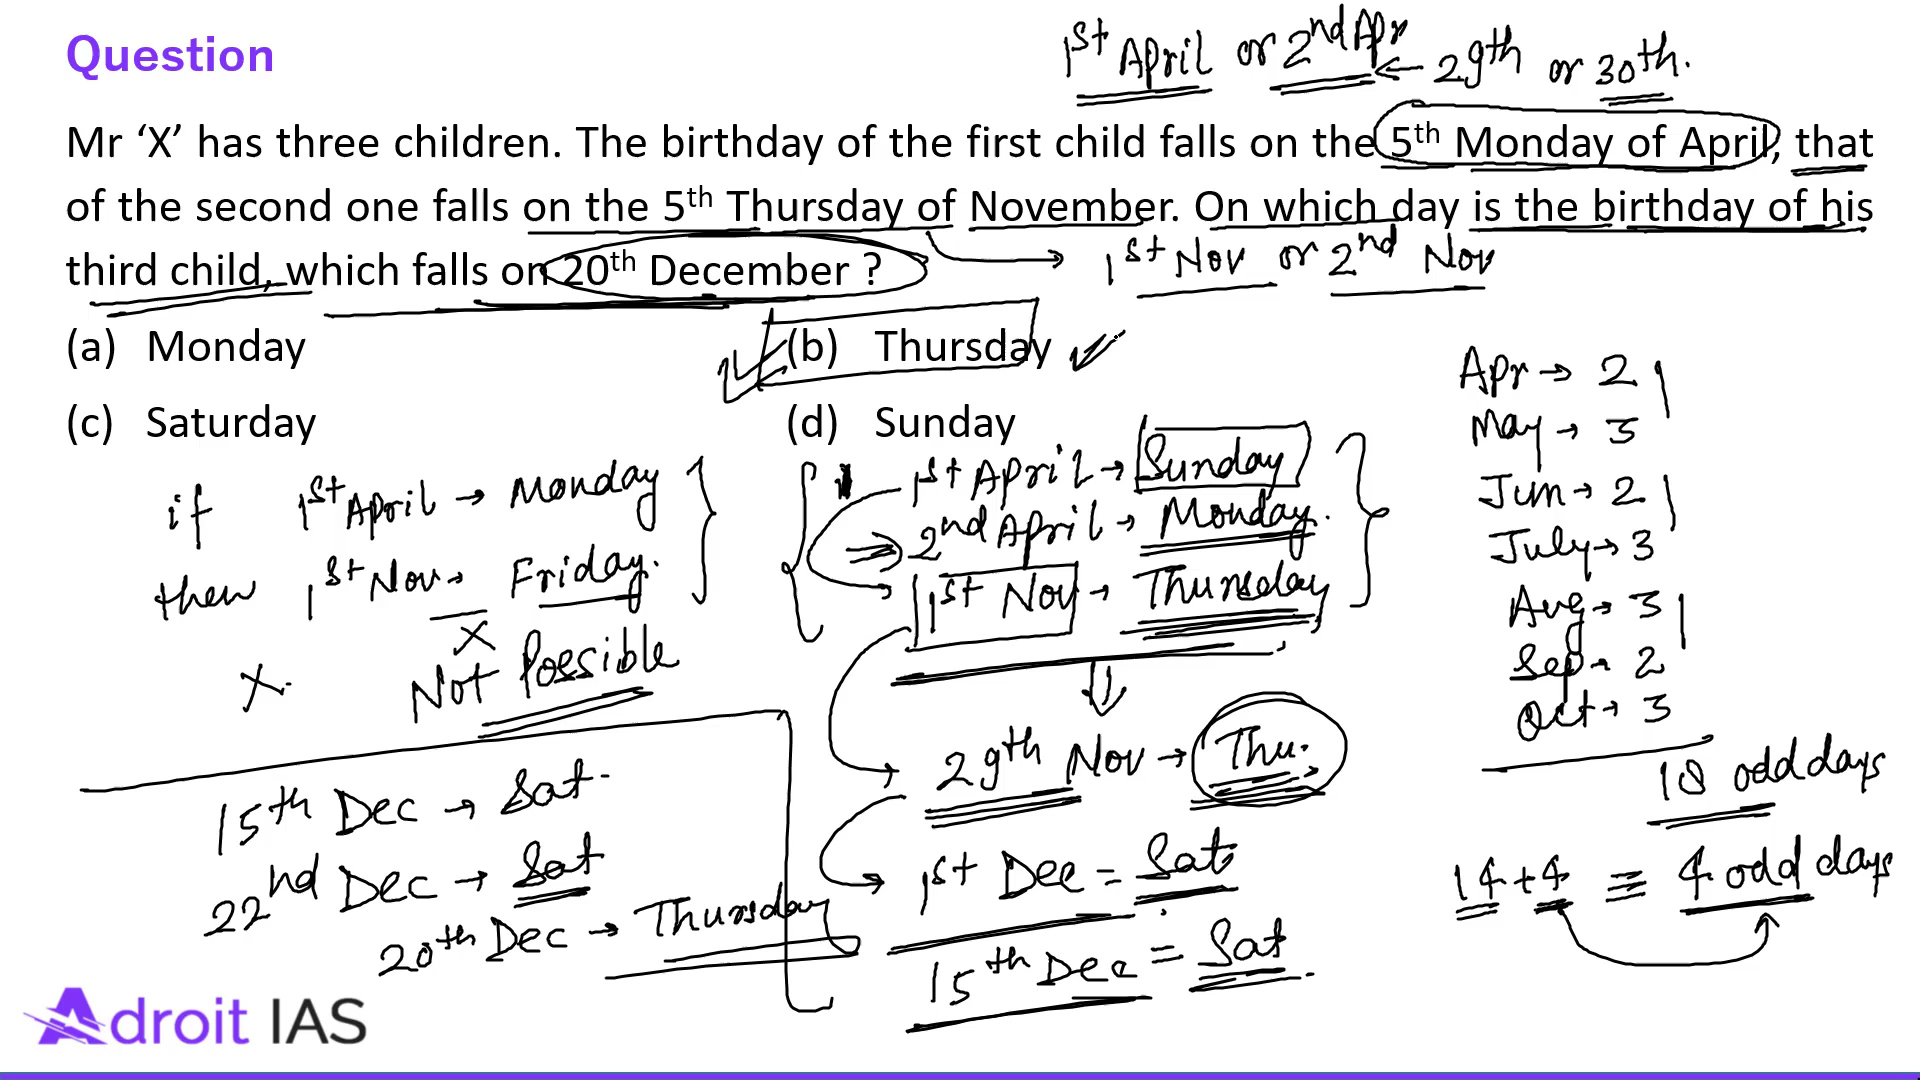 Question
1st April or 2nd Apr ← 29th or 30th.
Mr ‘X’ has three children. The birthday of the first child falls on the 5th Monday of April, that
of the second one falls on the 5th Thursday of November. On which day is the birthday of his
third child, which falls on 20th December ?
1st Nov or 2nd Nov
(a) Monday
(b) Thursday
(c) Saturday
(d) Sunday
if 1st April → Monday
then 1st Nov → Friday.
X
X. Not Possible
1st April → Sunday
2nd April → Monday.
1st Nov → Thursday
29th Nov → Thu.
1st Dec = Sat
15th Dec = Sat
15th Dec → Sat
22nd Dec → Sat
20th Dec → Thursday
Apr → 2
May → 3
Jun → 2
July → 3
Aug → 3
Sep → 2
Oct → 3
18 odd days
14 + 4 ≡ 4 odd days
Adroit IAS